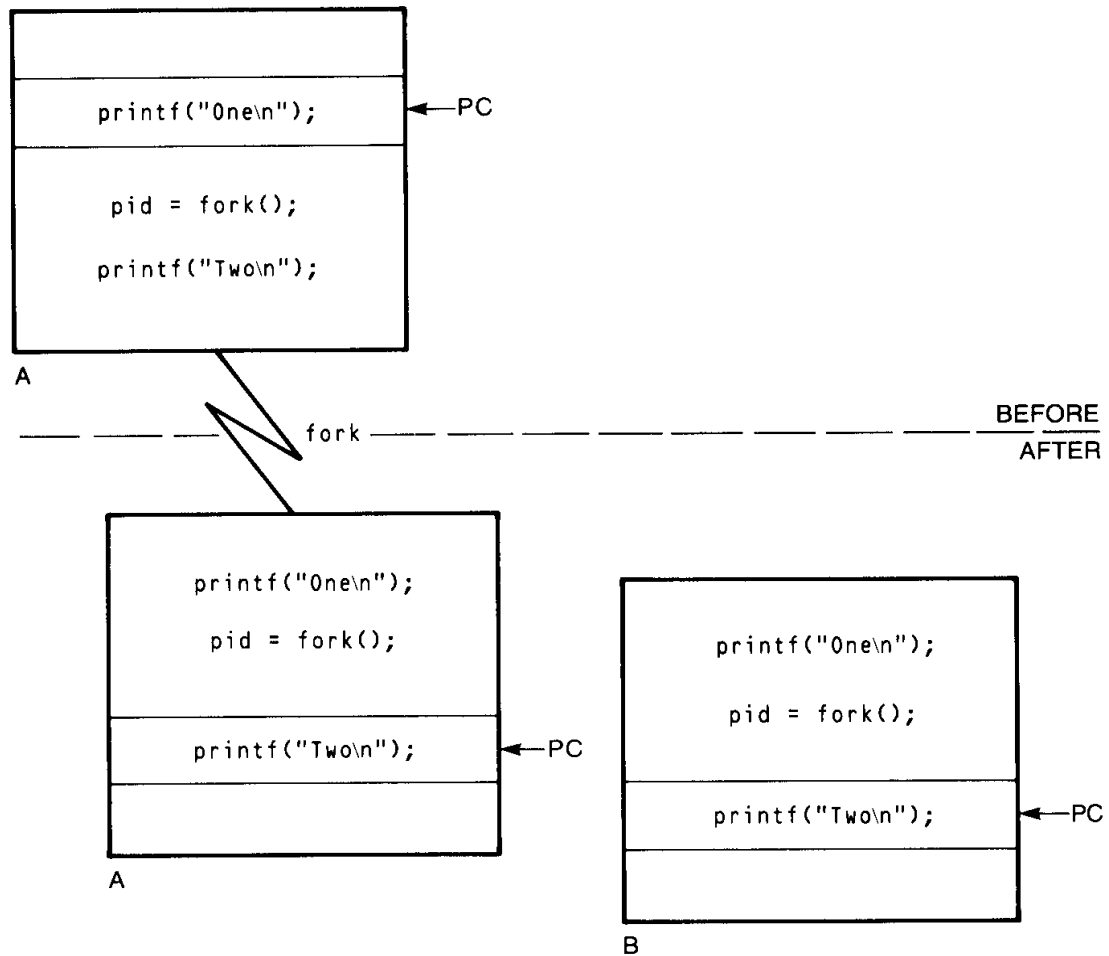 printf("One\n");
PC
pid = fork();
printf("Two\n");
A
BEFORE
fork
AFTER
printf("One\n");
pid = fork();
printf("Two\n");
PC
A
printf("One\n");
pid = fork();
printf("Two\n");
PC
B